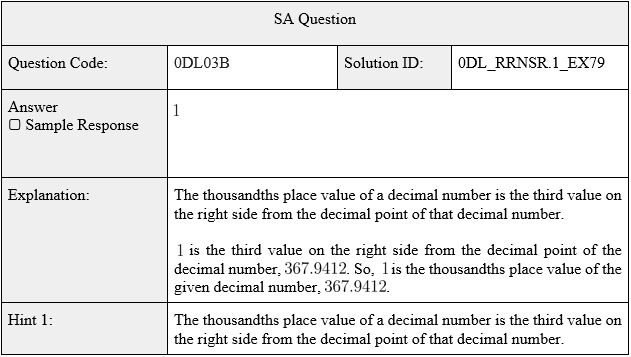 SA Question
Question Code:
0DL03B
Solution ID:
0DL_RRNSR.1_EX79
Answer
☐ Sample Response
1
Explanation:
The thousandths place value of a decimal number is the third value on
the right side from the decimal point of that decimal number.
1 is the third value on the right side from the decimal point of the
decimal number, 367.9412. So, 1 is the thousandths place value of the
given decimal number, 367.9412.
Hint 1:
The thousandths place value of a decimal number is the third value on
the right side from the decimal point of that decimal number.